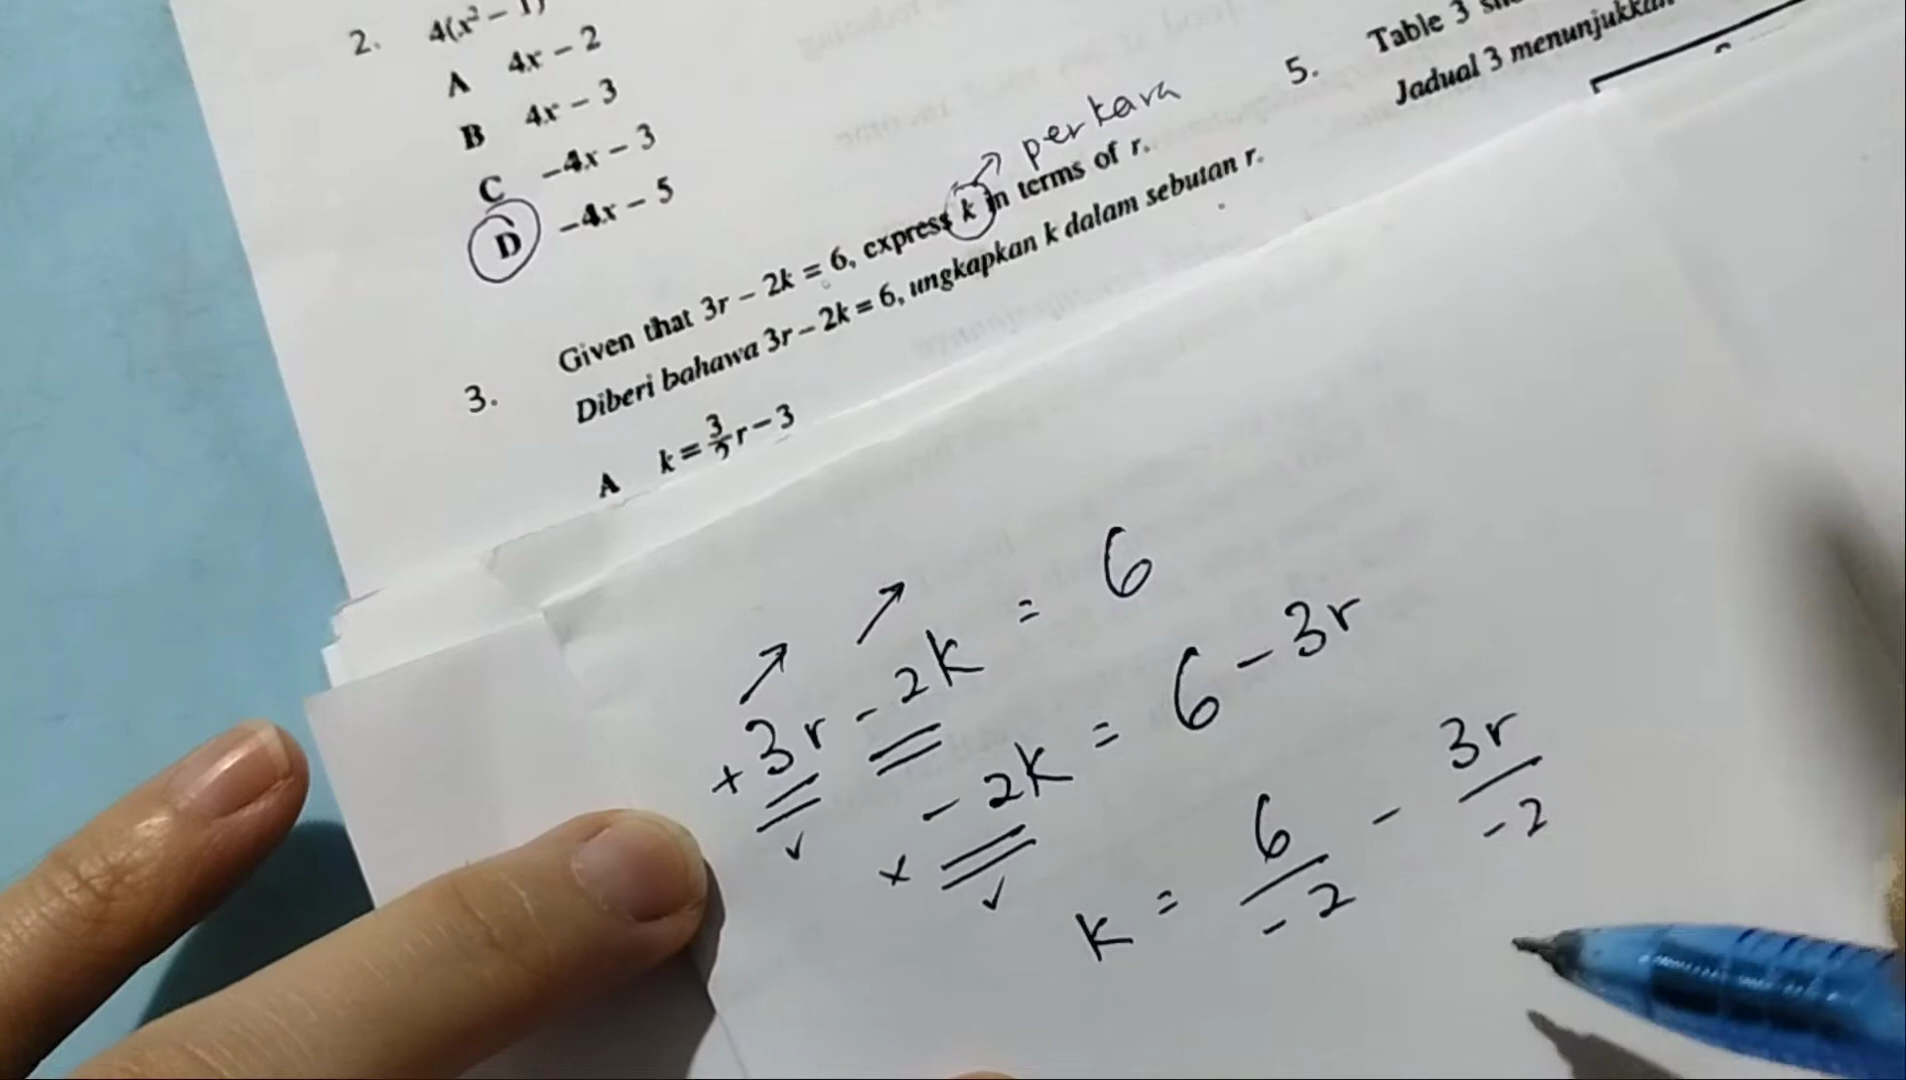 2. 4(x² – 1)
A 4x – 2
B 4x – 3
C –4x – 3
D –4x – 5
perkara
3. Given that 3r – 2k = 6, express k in terms of r.
Diberi bahawa 3r – 2k = 6, ungkapkan k dalam sebutan r.
A k = 3/2 r – 3
5. Table 3
Jadual 3 menunjukkan
+3r - 2k = 6
- 2k = 6 - 3r
k = 6/-2 - 3r/-2